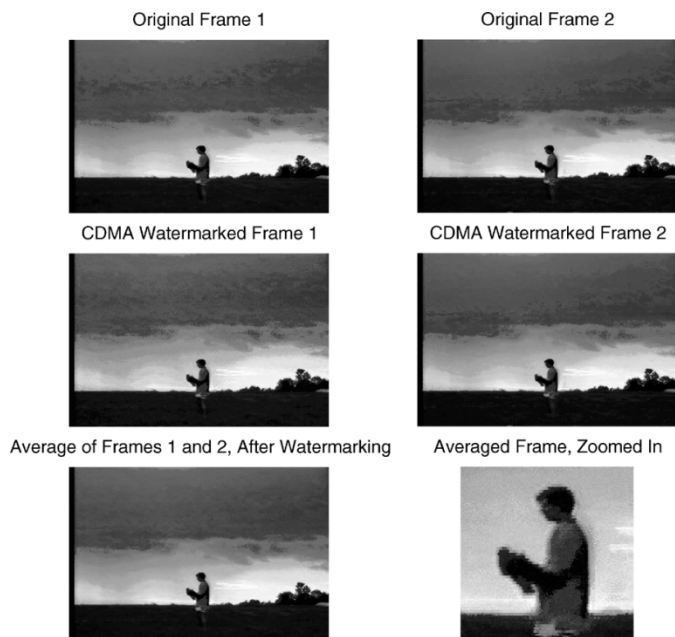 Original Frame 1
Original Frame 2
CDMA Watermarked Frame 1
CDMA Watermarked Frame 2
Average of Frames 1 and 2, After Watermarking
Averaged Frame, Zoomed In